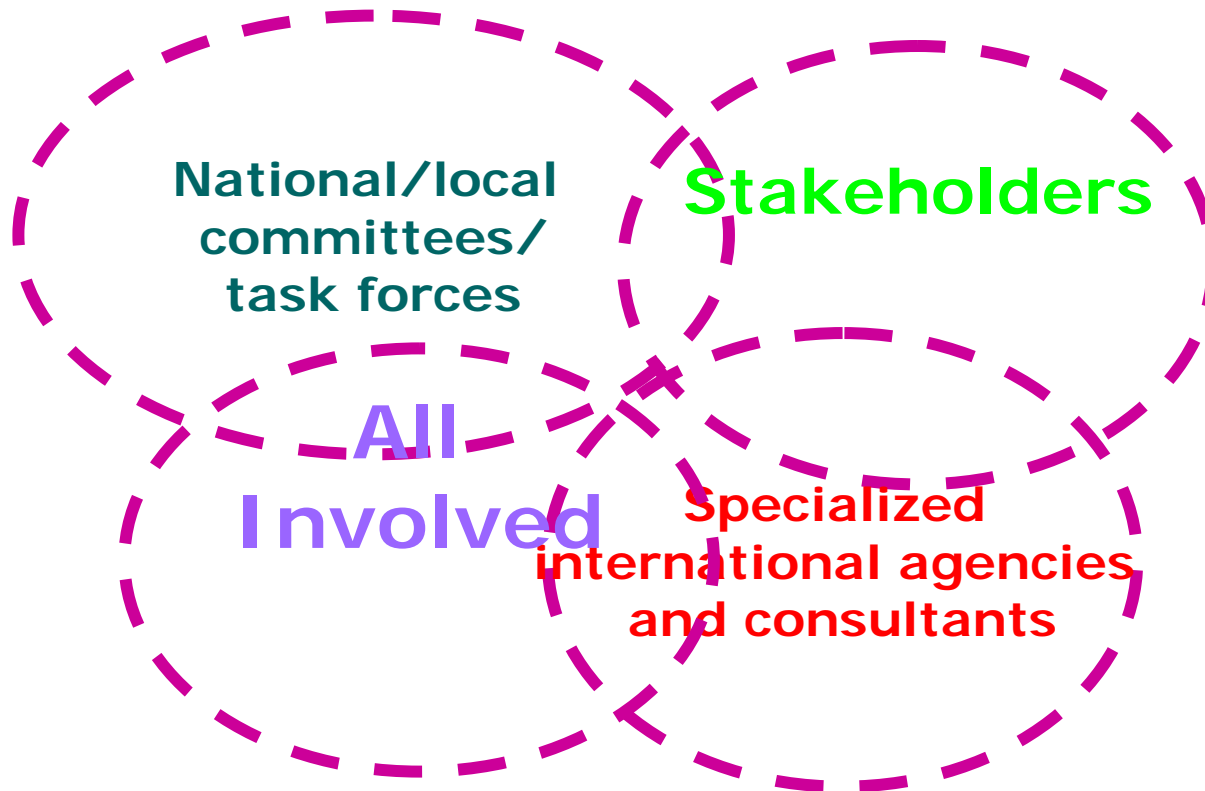 National/local
committees/
task forces
Stakeholders
All
Involved
Specialized
international agencies
and consultants